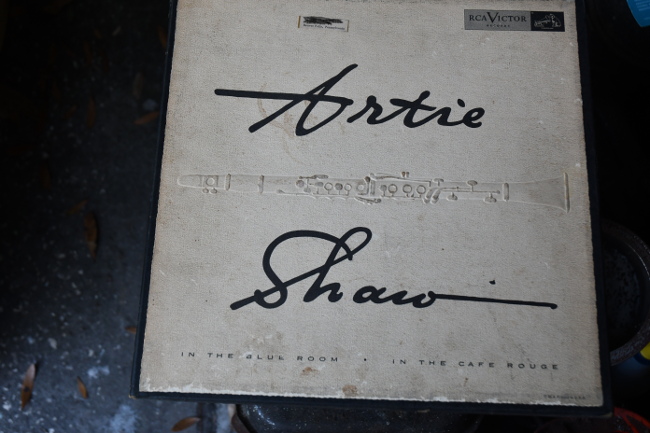 RCA VICTOR
Artie
Shaw
IN THE BLUE ROOM • IN THE CAFE ROUGE